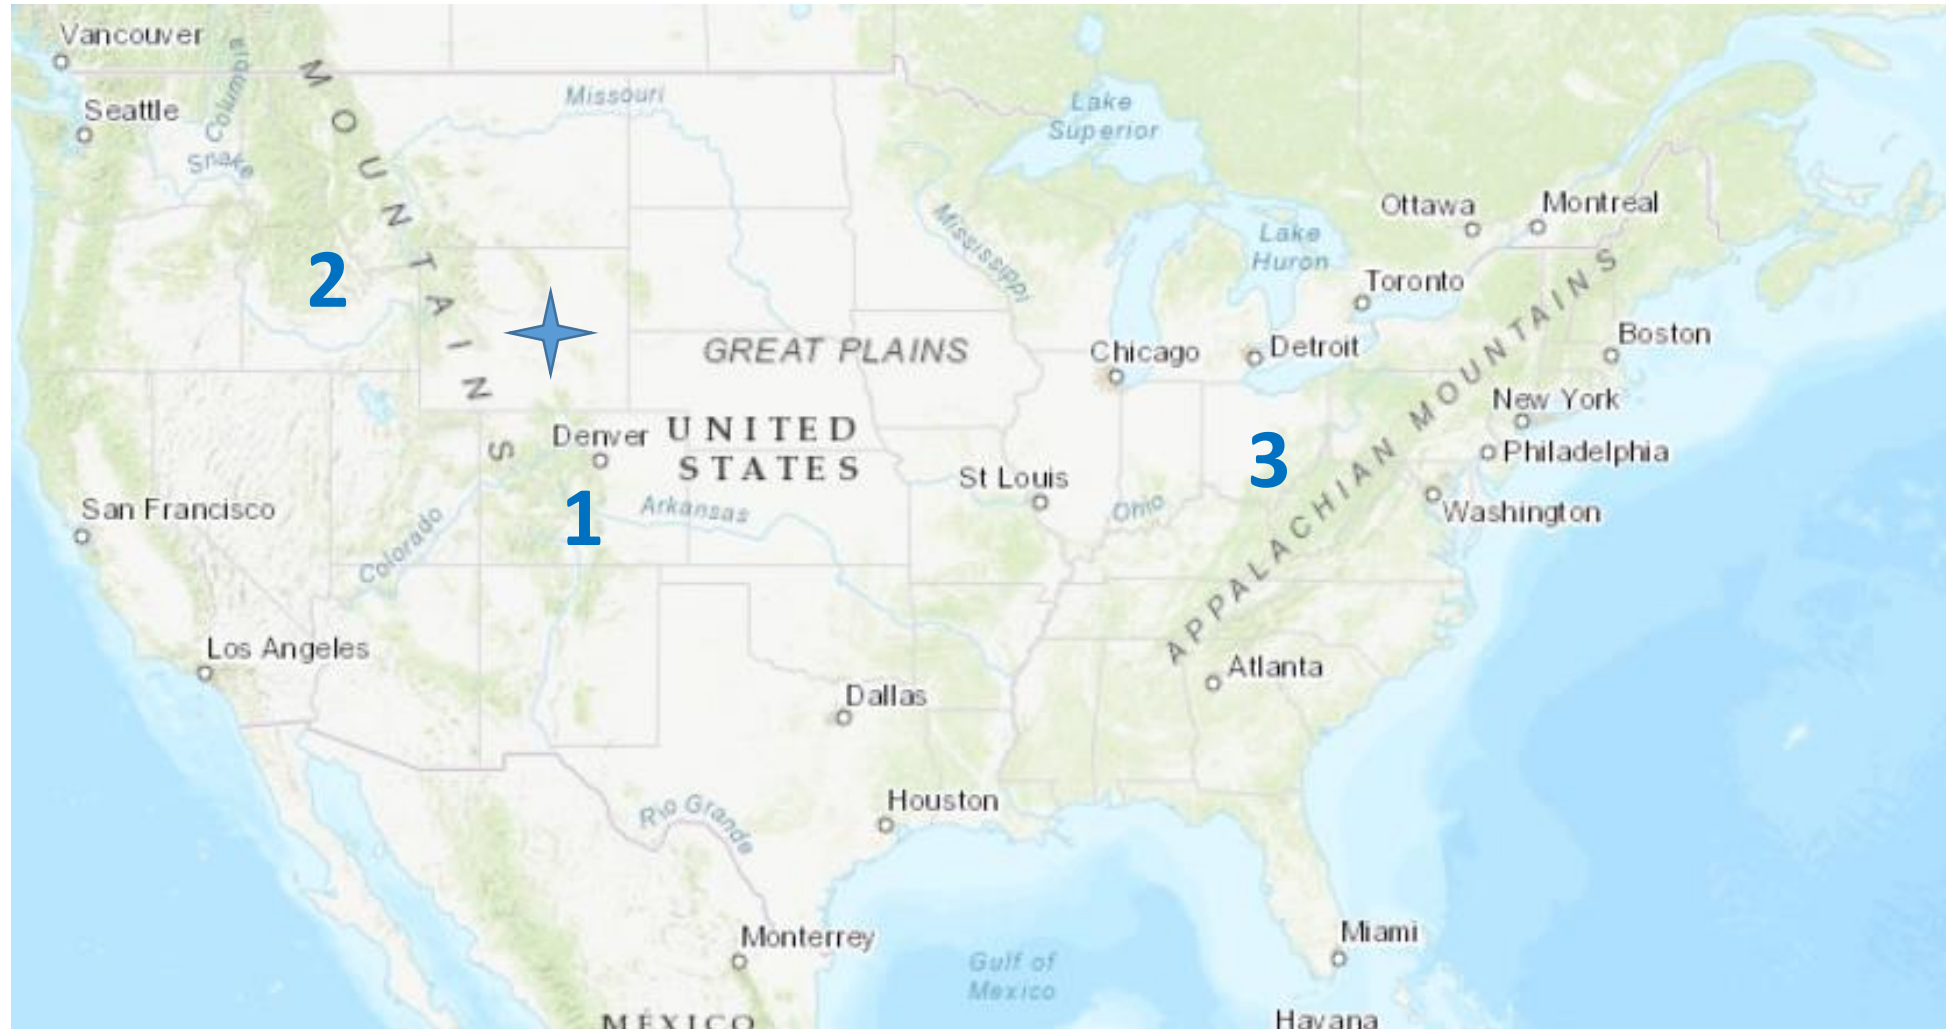 Vancouver
Seattle
Columbia
Snake
MOUNTAINS
Missouri
Lake
Superior
Mississippi
Ottawa
Montreal
Lake
Huron
Toronto
Boston
2
GREAT PLAINS
Chicago
Detroit
New York
Philadelphia
Washington
APPALACHIAN MOUNTAINS
Denver
UNITED
STATES
St Louis
3
Ohio
1
Arkansas
Colorado
San Francisco
Los Angeles
Atlanta
Dallas
Houston
Rio Grande
Monterrey
Gulf of
Mexico
Miami
MÉXICO
Havana